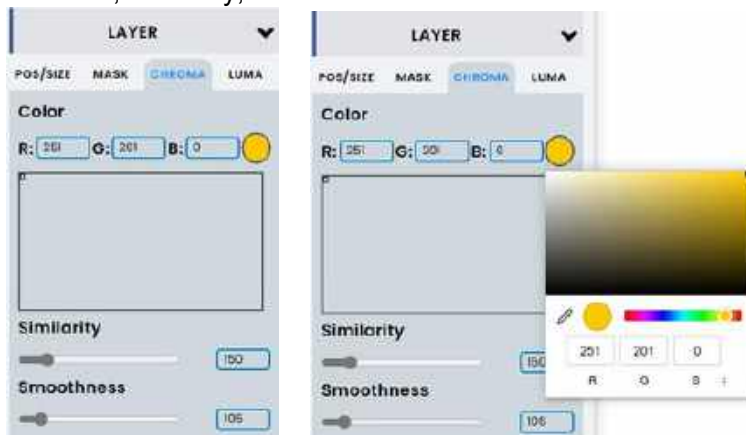 LAYER
POS/SIZE MASK CHROMA LUMA
Color
R: 251 G: 201 B: 0
Similarity
150
Smoothness
105
LAYER
POS/SIZE MASK CHROMA LUMA
Color
R: 251 G: 201 B: 0
Similarity
150
Smoothness
105
251 201 0
R G B